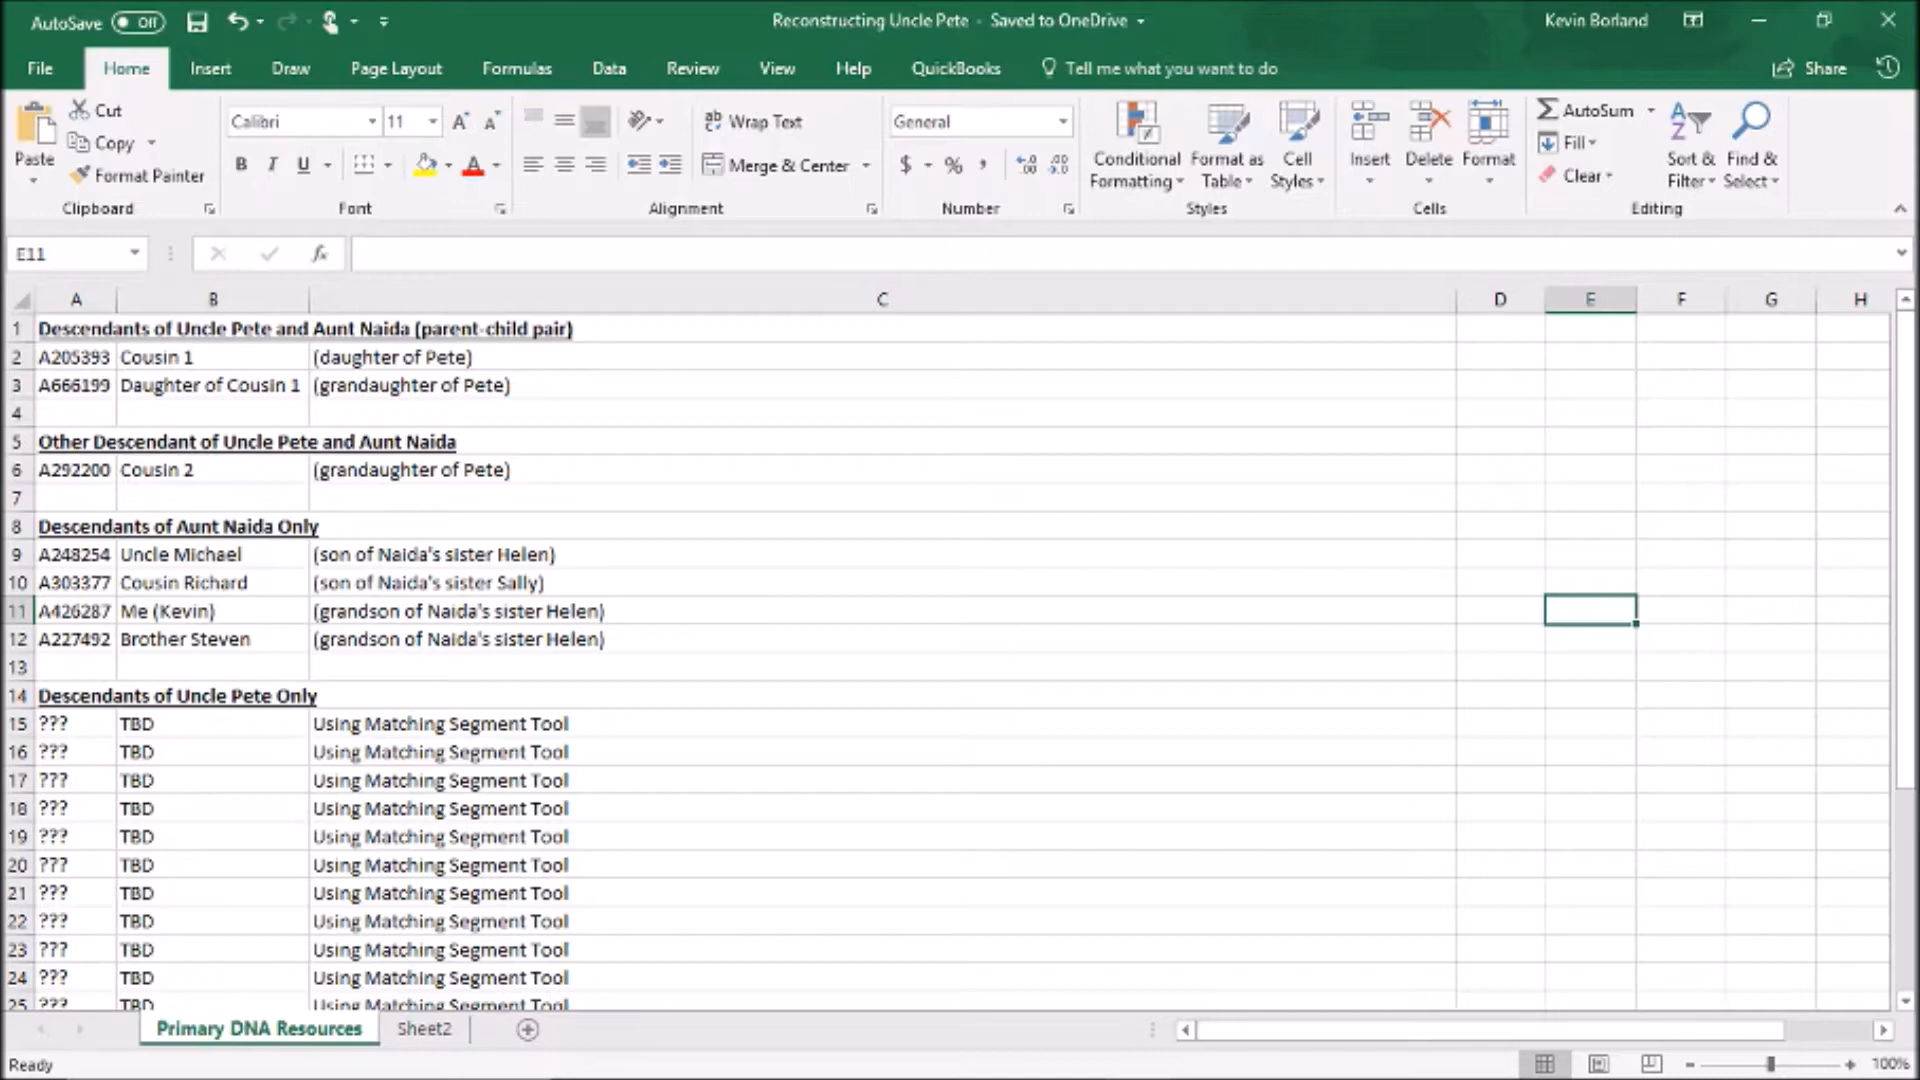 AutoSave Off
Reconstructing Uncle Pete - Saved to OneDrive
Kevin Borland
File Home Insert Draw Page Layout Formulas Data Review View Help QuickBooks Tell me what you want to do Share
Paste
Cut
Copy
Format Painter
Clipboard
Calibri 11
B I U
Font
Wrap Text
Merge & Center
Alignment
General
$ % ,
Number
Conditional Formatting
Format as Table
Cell Styles
Styles
Insert Delete Format
Cells
AutoSum
Fill
Clear
Sort & Filter
Find & Select
Editing
E11 fx
A B C D E F G H
1 Descendants of Uncle Pete and Aunt Naida (parent-child pair)
2 A205393 Cousin 1 (daughter of Pete)
3 A666199 Daughter of Cousin 1 (grandaughter of Pete)
4
5 Other Descendant of Uncle Pete and Aunt Naida
6 A292200 Cousin 2 (grandaughter of Pete)
7
8 Descendants of Aunt Naida Only
9 A248254 Uncle Michael (son of Naida's sister Helen)
10 A303377 Cousin Richard (son of Naida's sister Sally)
11 A426287 Me (Kevin) (grandson of Naida's sister Helen)
12 A227492 Brother Steven (grandson of Naida's sister Helen)
13
14 Descendants of Uncle Pete Only
15 ??? TBD Using Matching Segment Tool
16 ??? TBD Using Matching Segment Tool
17 ??? TBD Using Matching Segment Tool
18 ??? TBD Using Matching Segment Tool
19 ??? TBD Using Matching Segment Tool
20 ??? TBD Using Matching Segment Tool
21 ??? TBD Using Matching Segment Tool
22 ??? TBD Using Matching Segment Tool
23 ??? TBD Using Matching Segment Tool
24 ??? TBD Using Matching Segment Tool
25 ??? TBD Using Matching Segment Tool
Primary DNA Resources Sheet2
Ready
100%